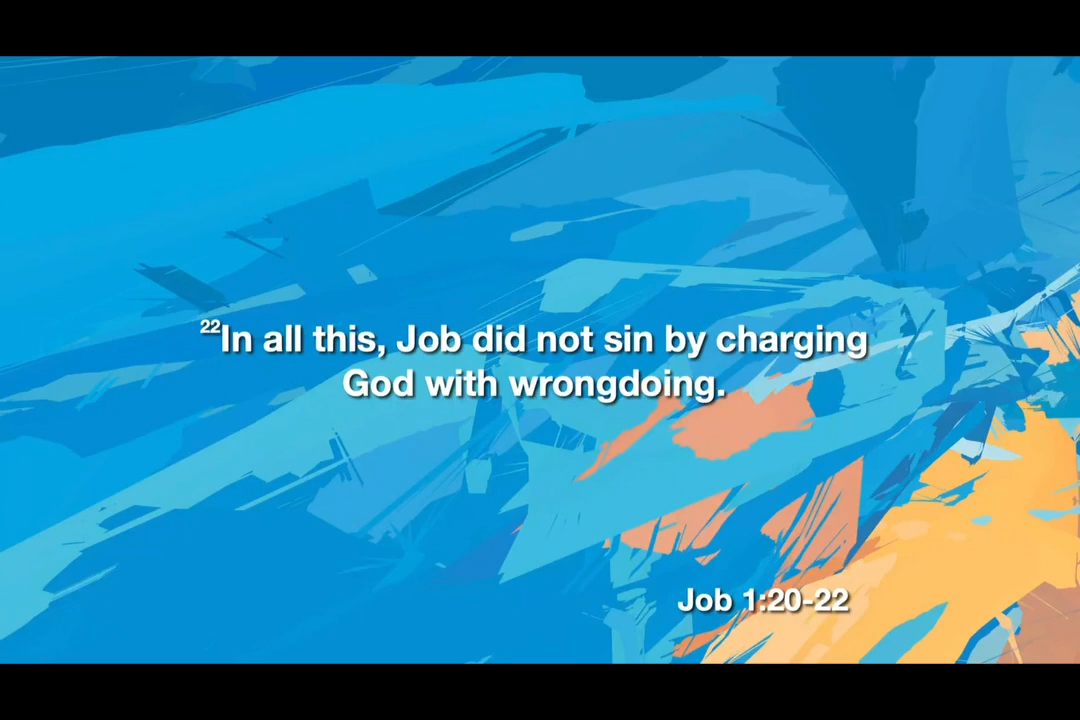 22In all this, Job did not sin by charging
God with wrongdoing.
Job 1:20-22